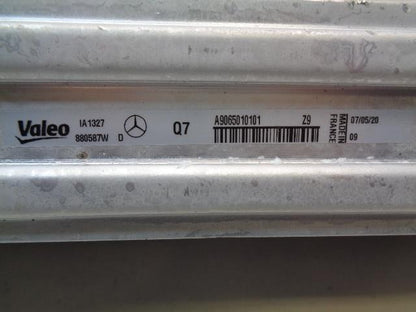 Valeo
IA1327
880587W D
Q7
A9065010101 Z9
MADE IN
FRANCE
07/05/20
09